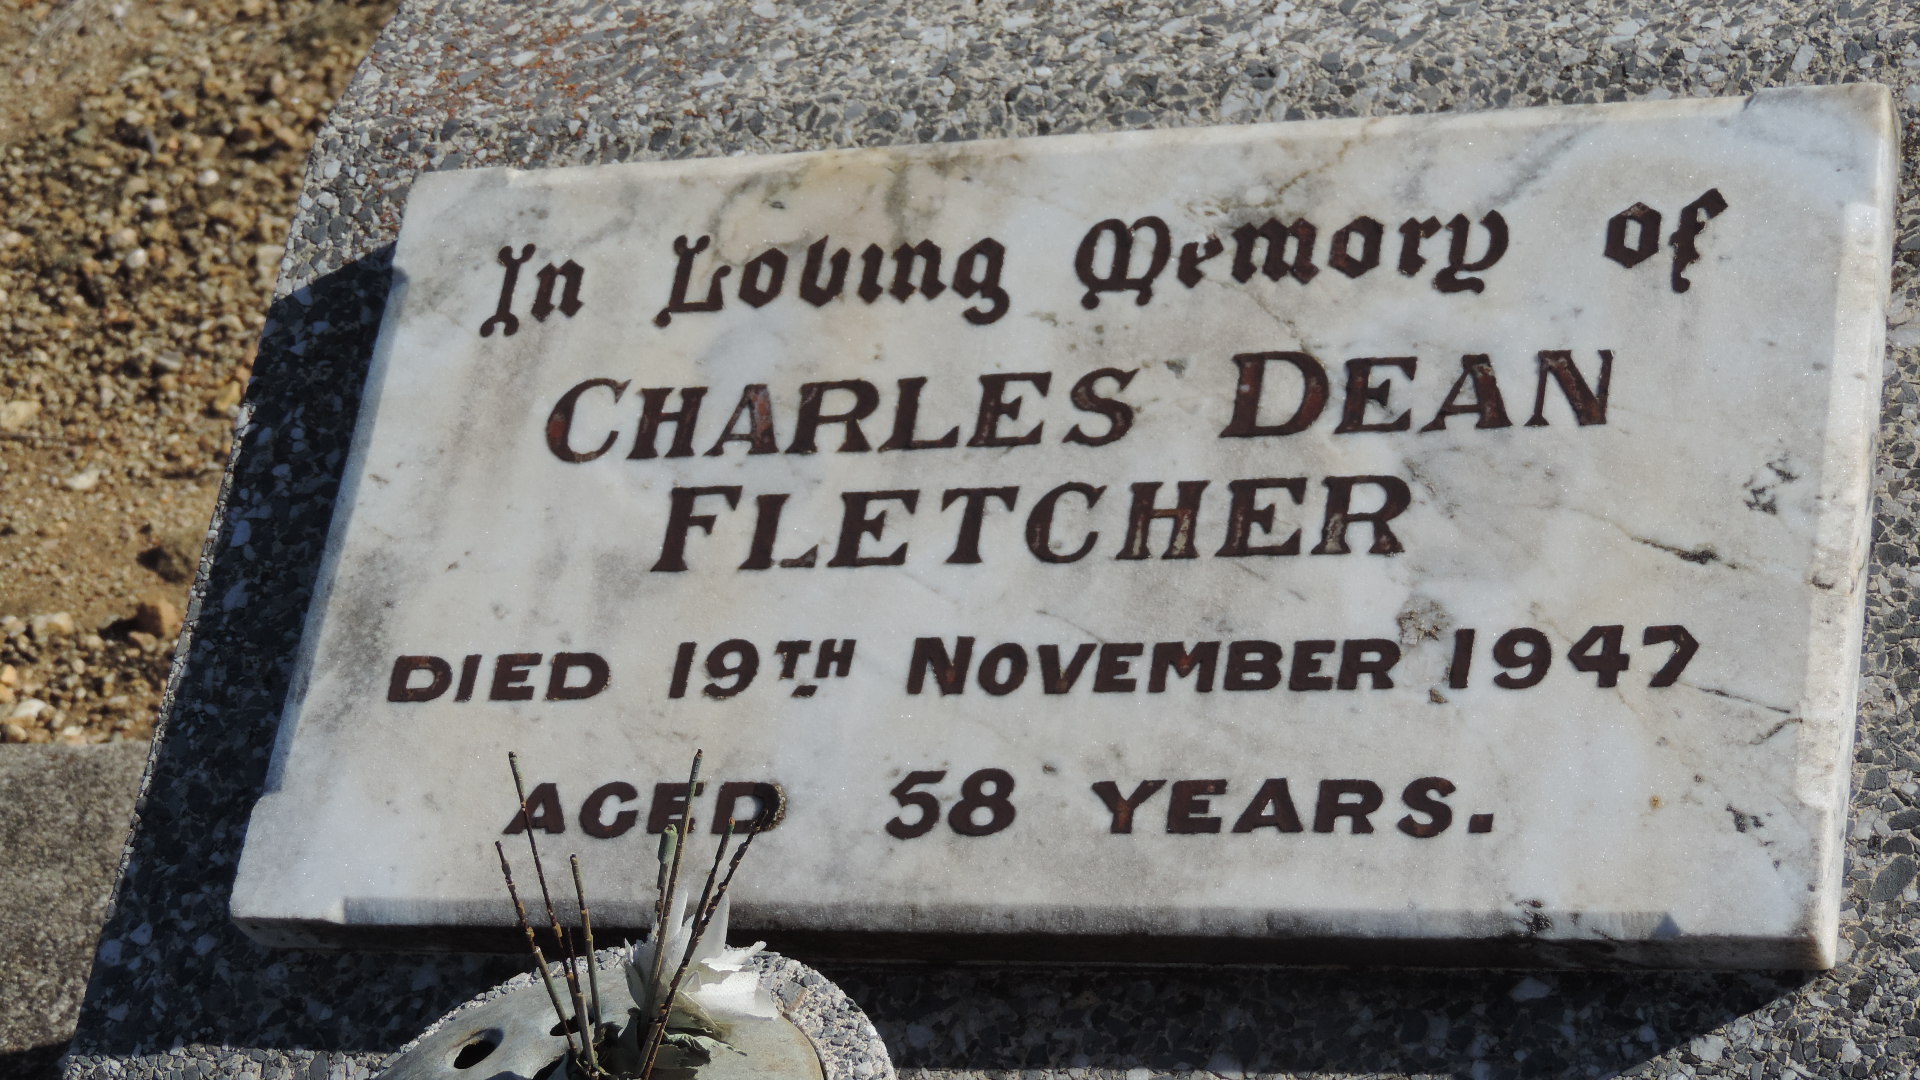 In Loving Memory of
CHARLES DEAN
FLETCHER
DIED 19TH NOVEMBER 1947
AGED 58 YEARS.